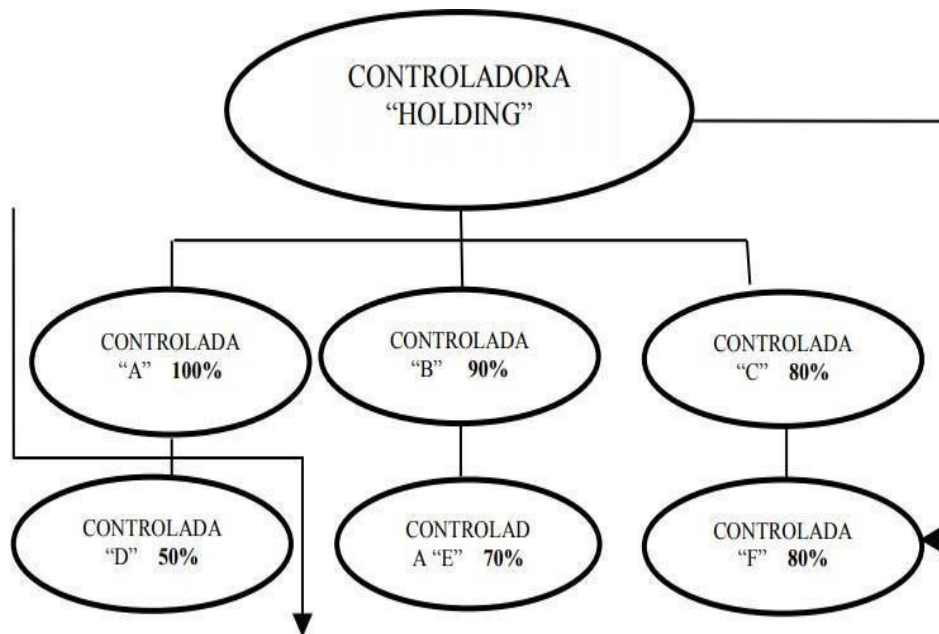 CONTROLADORA
“HOLDING”
CONTROLADA
“A” 100%
CONTROLADA
“B” 90%
CONTROLADA
“C” 80%
CONTROLADA
“D” 50%
CONTROLAD
A “E” 70%
CONTROLADA
“F” 80%